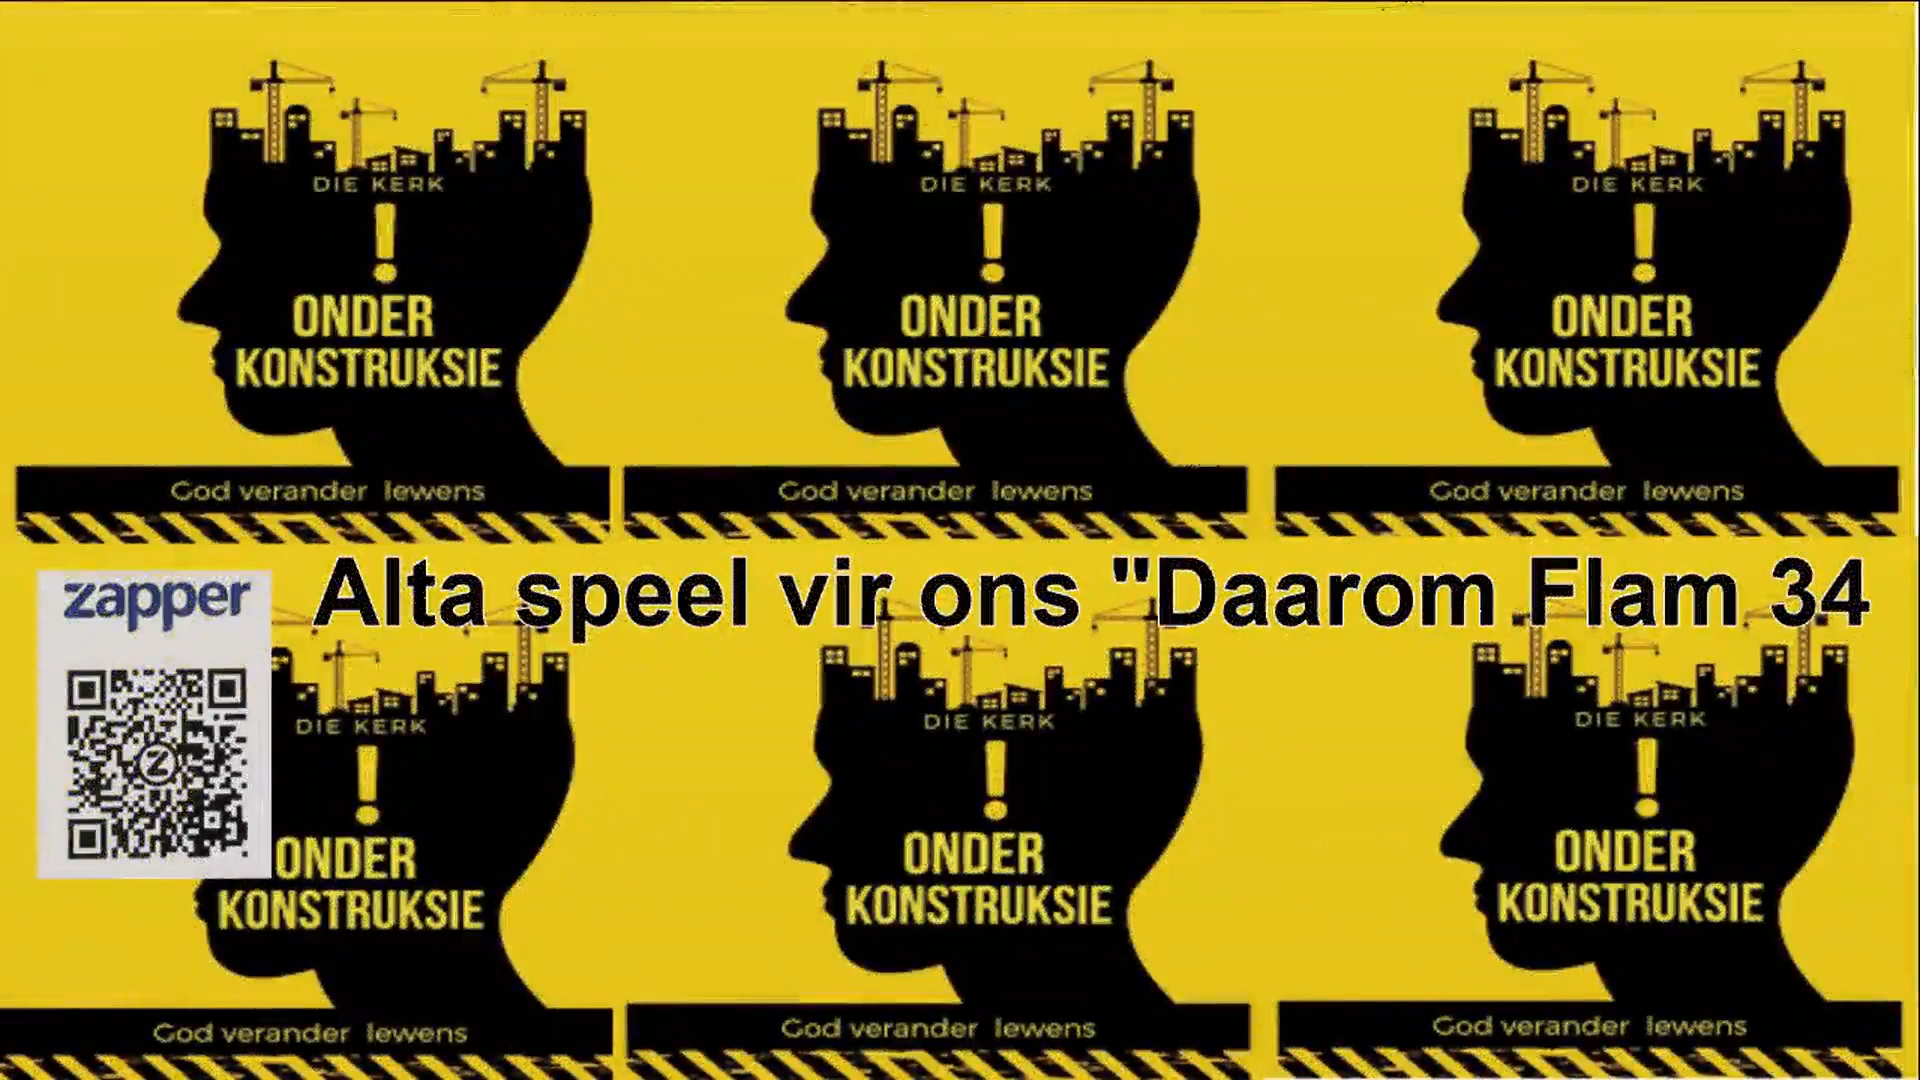 DIE KERK
!
ONDER
KONSTRUKSIE
God verander lewens
DIE KERK
!
ONDER
KONSTRUKSIE
God verander lewens
DIE KERK
!
ONDER
KONSTRUKSIE
God verander lewens
Alta speel vir ons "Daarom Flam 34
zapper
DIE KERK
!
ONDER
KONSTRUKSIE
God verander lewens
DIE KERK
!
ONDER
KONSTRUKSIE
God verander lewens
DIE KERK
!
ONDER
KONSTRUKSIE
God verander lewens